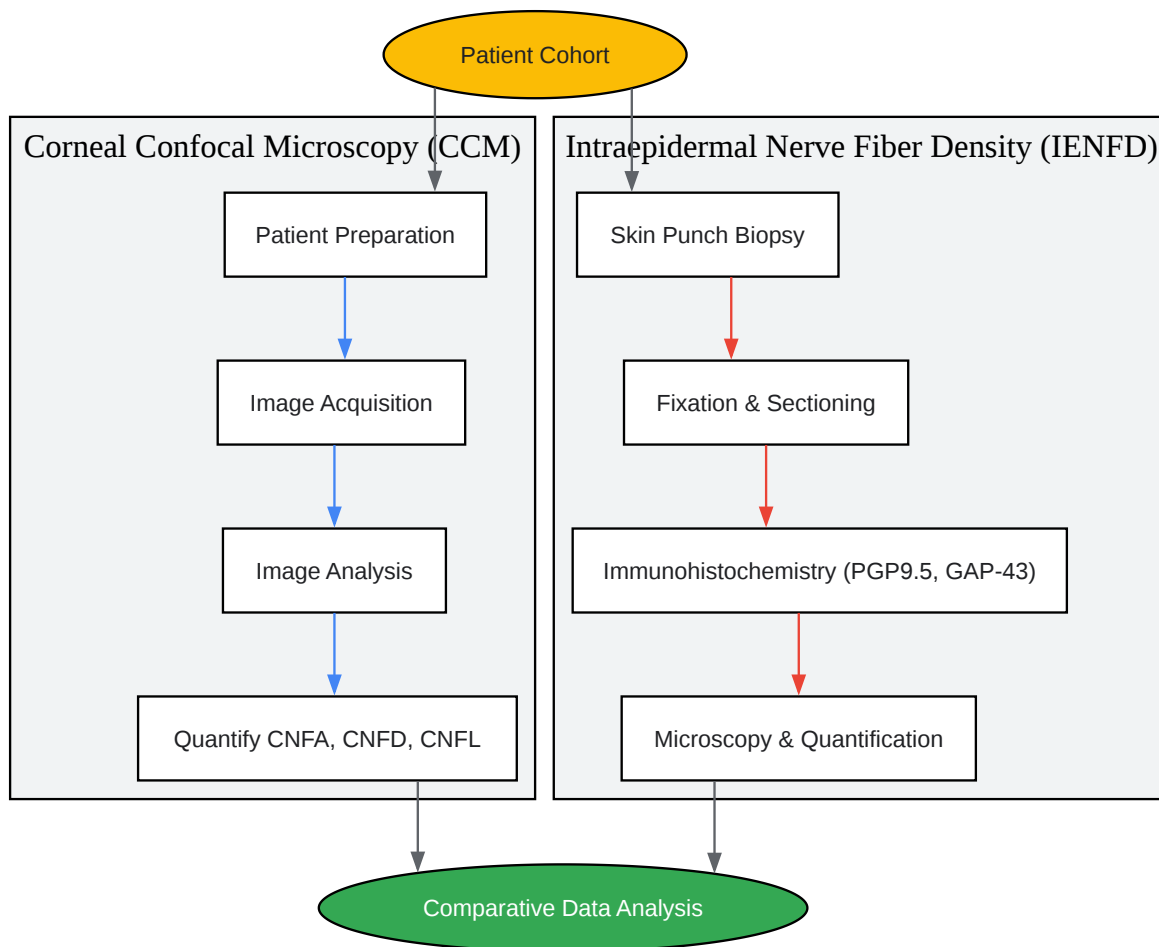 Patient Cohort
Corneal Confocal Microscopy (CCM)
Intraepidermal Nerve Fiber Density (IENFD)
Patient Preparation
Skin Punch Biopsy
Image Acquisition
Fixation & Sectioning
Image Analysis
Immunohistochemistry (PGP9.5, GAP-43)
Quantify CNFA, CNFD, CNFL
Microscopy & Quantification
Comparative Data Analysis